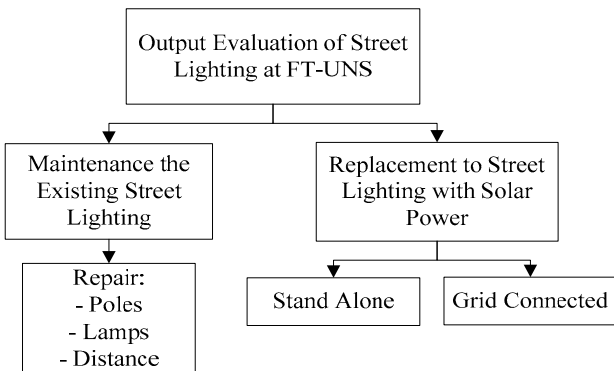 Output Evaluation of Street
Lighting at FT-UNS
Maintenance the
Existing Street
Lighting
Replacement to Street
Lighting with Solar
Power
Repair:
- Poles
- Lamps
- Distance
Stand Alone
Grid Connected